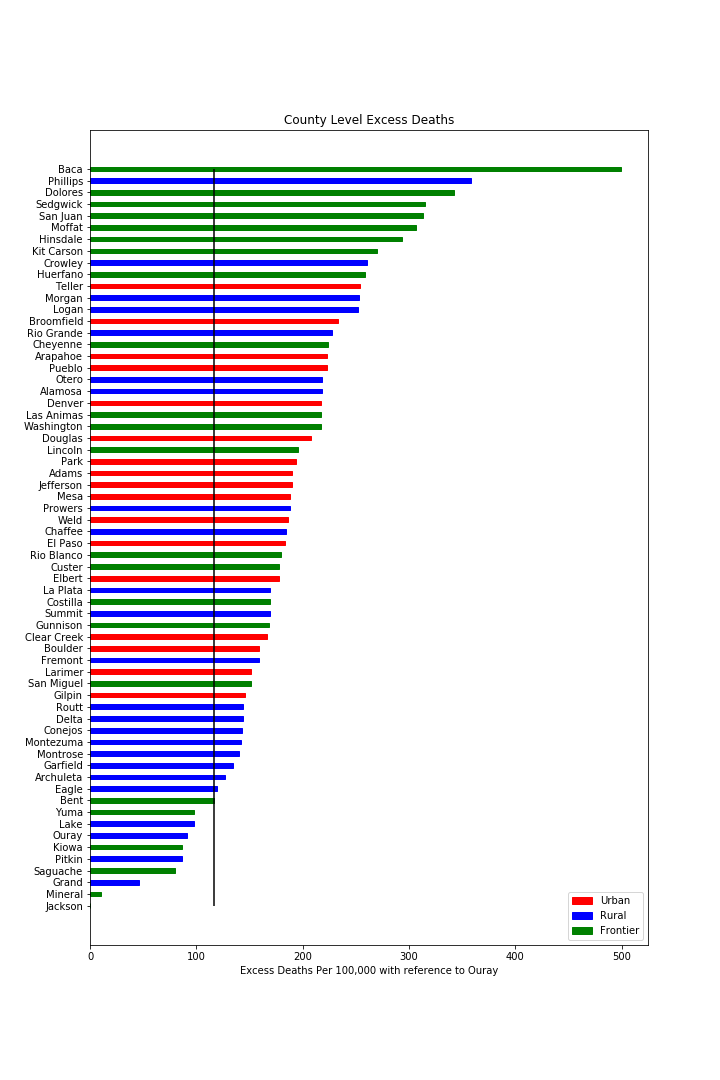 County Level Excess Deaths
Baca
Phillips
Dolores
Sedgwick
San Juan
Moffat
Hinsdale
Kit Carson
Crowley
Huerfano
Teller
Morgan
Logan
Broomfield
Rio Grande
Cheyenne
Arapahoe
Pueblo
Otero
Alamosa
Denver
Las Animas
Washington
Douglas
Lincoln
Park
Adams
Jefferson
Mesa
Prowers
Weld
Chaffee
El Paso
Rio Blanco
Custer
Elbert
La Plata
Costilla
Summit
Gunnison
Clear Creek
Boulder
Fremont
Larimer
San Miguel
Gilpin
Routt
Delta
Conejos
Montezuma
Montrose
Garfield
Archuleta
Eagle
Bent
Yuma
Lake
Ouray
Kiowa
Pitkin
Saguache
Grand
Mineral
Jackson
Urban
Rural
Frontier
0 100 200 300 400 500
Excess Deaths Per 100,000 with reference to Ouray